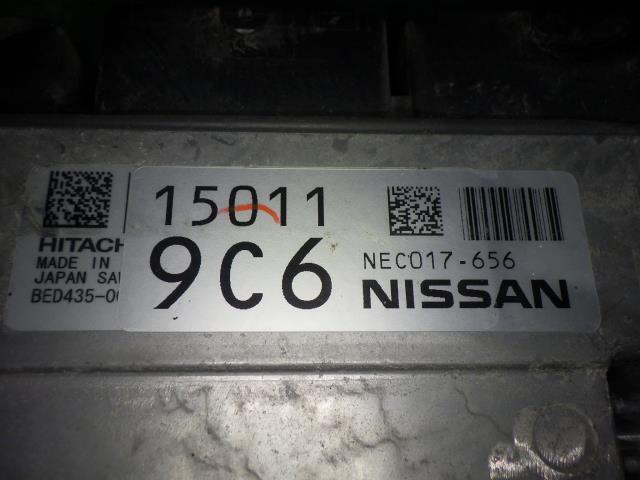 15011
9C6
NEC017-656
NISSAN
HITACH
MADE IN
JAPAN SA
BED435-0